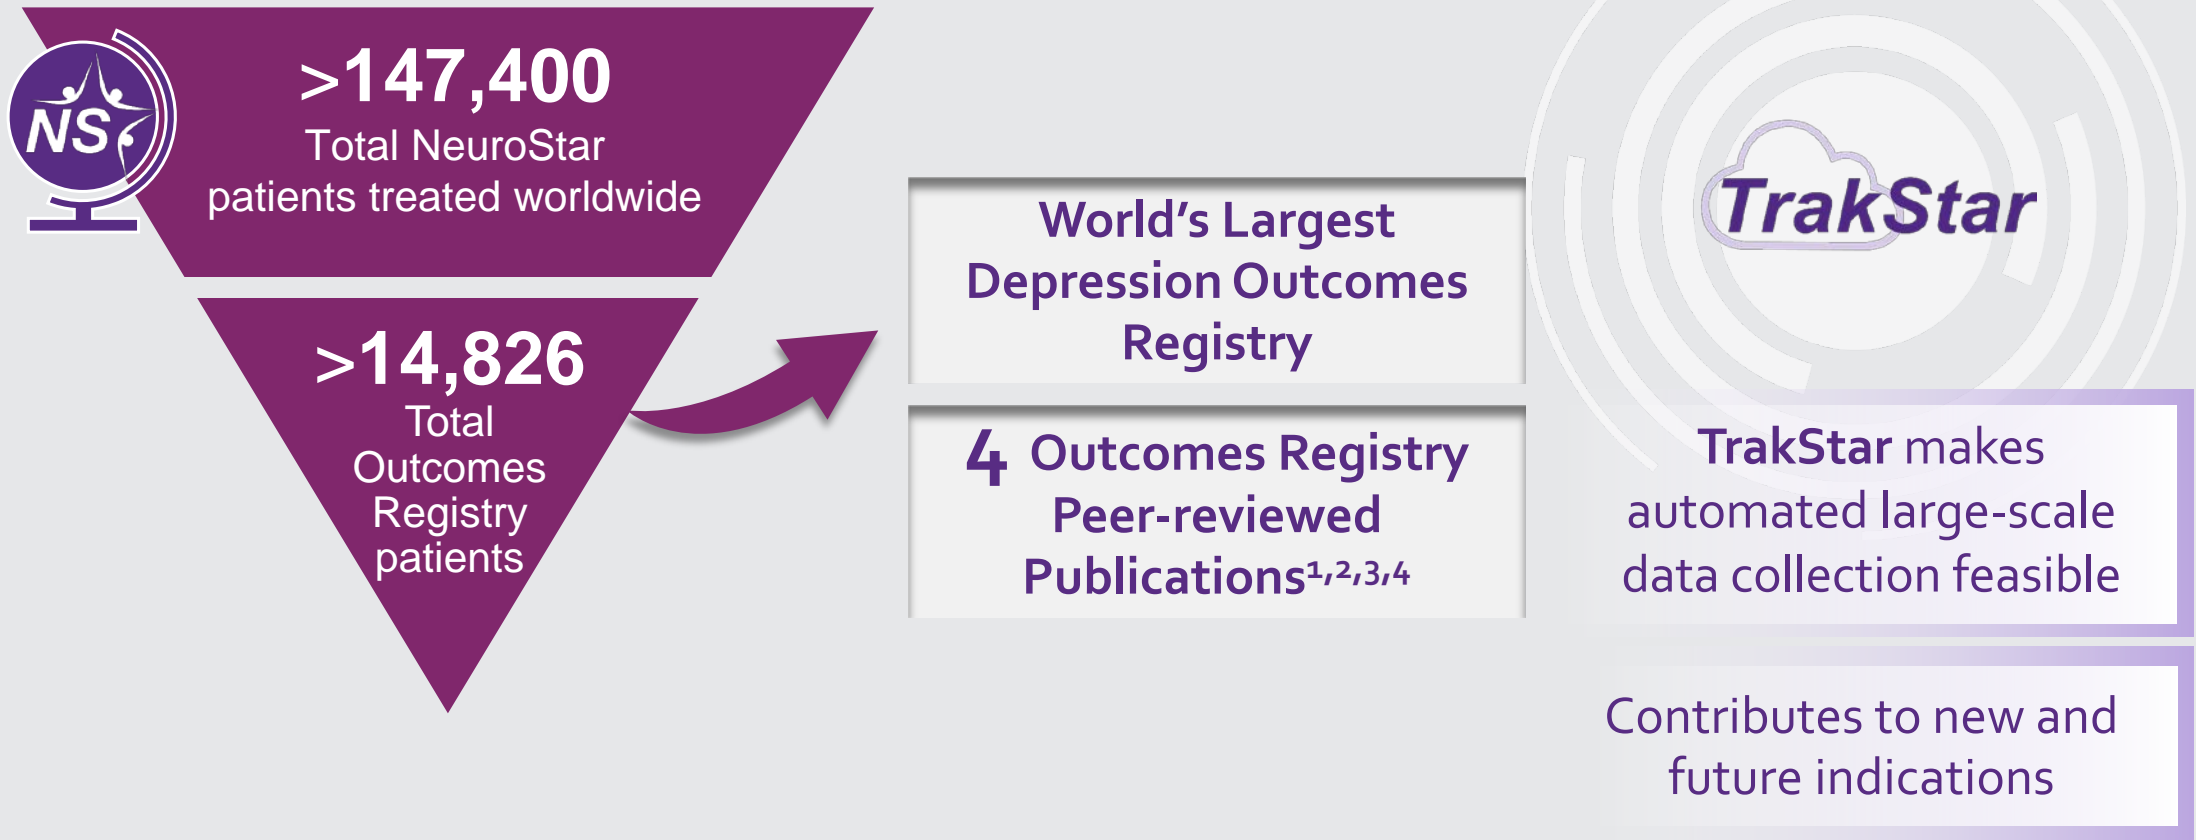 NS
>147,400
Total NeuroStar
patients treated worldwide
>14,826
Total
Outcomes
Registry
patients
World’s Largest
Depression Outcomes
Registry
4 Outcomes Registry
Peer-reviewed
Publications¹,²,³,⁴
TrakStar
TrakStar makes
automated large-scale
data collection feasible
Contributes to new and
future indications